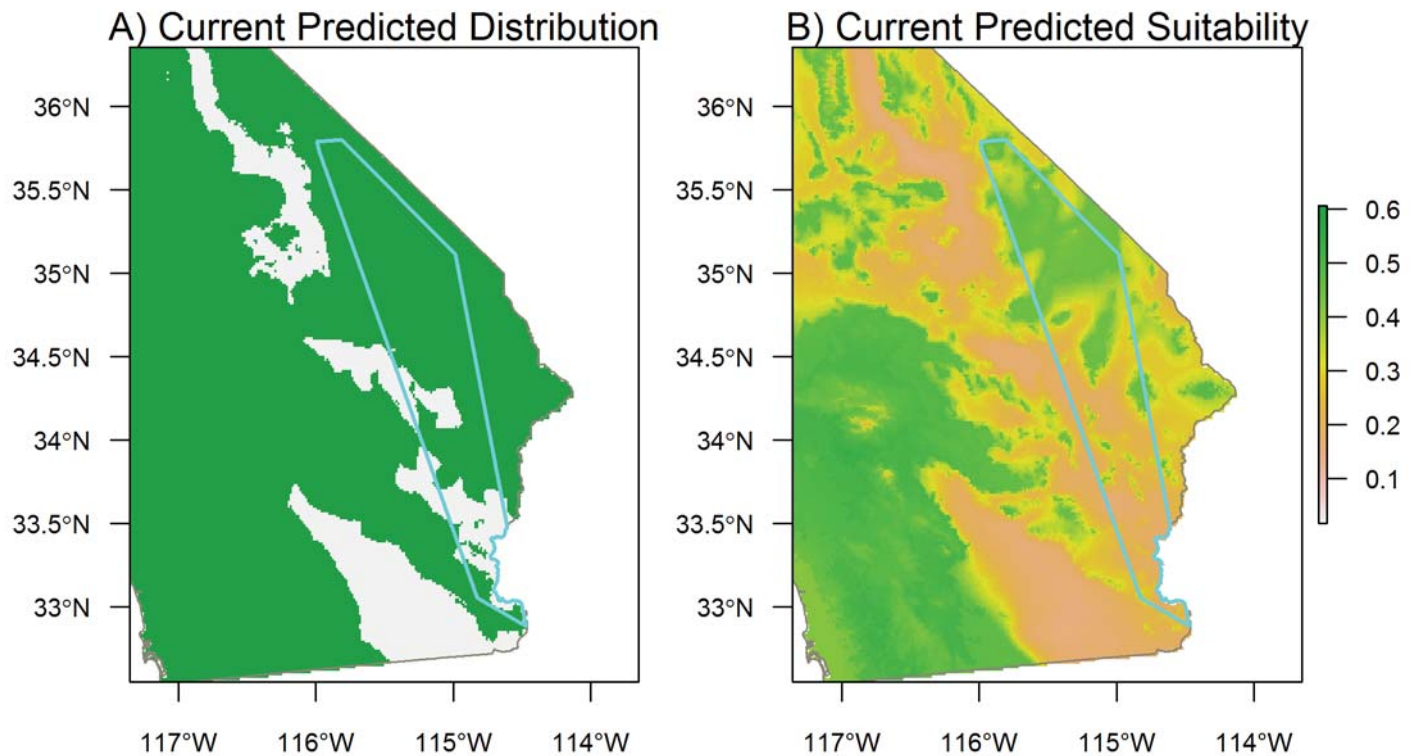 A) Current Predicted Distribution
36°N
35.5°N
35°N
34.5°N
34°N
33.5°N
33°N
117°W 116°W 115°W 114°W
B) Current Predicted Suitability
36°N
35.5°N
35°N
34.5°N
34°N
33.5°N
33°N
117°W 116°W 115°W 114°W
0.6
0.5
0.4
0.3
0.2
0.1